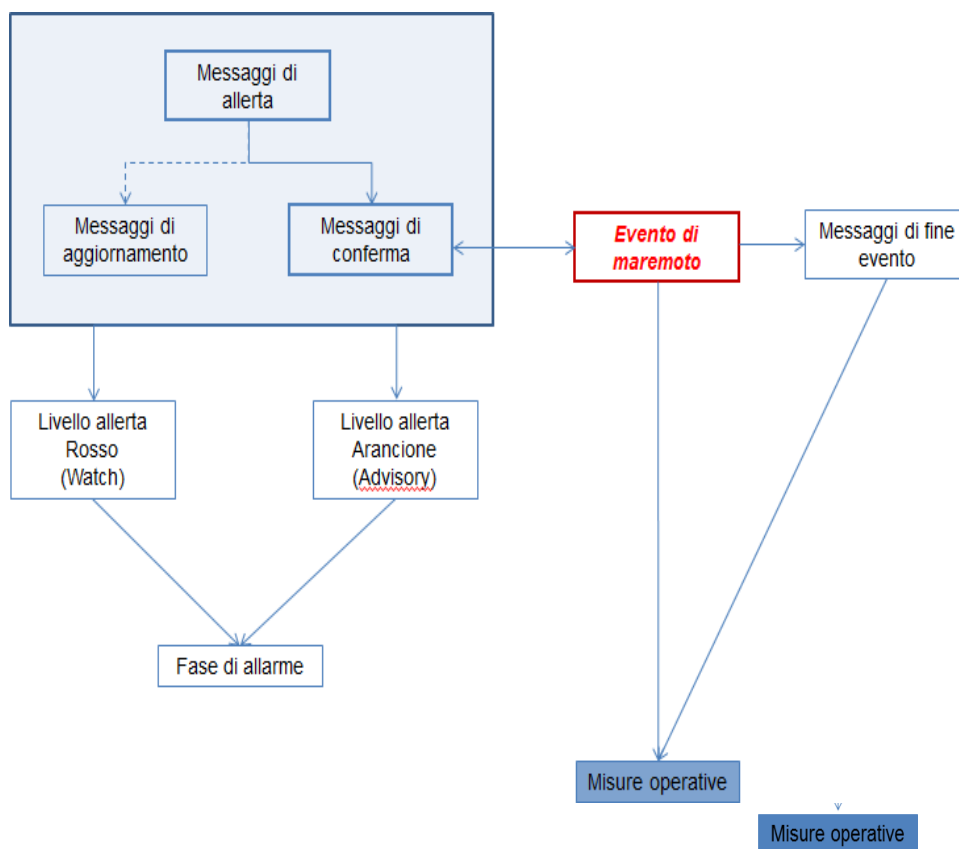 Messaggi di
allerta
Messaggi di
aggiornamento
Messaggi di
conferma
Evento di
maremoto
Messaggi di fine
evento
Livello allerta
Rosso
(Watch)
Livello allerta
Arancione
(Advisory)
Fase di allarme
Misure operative
Misure operative